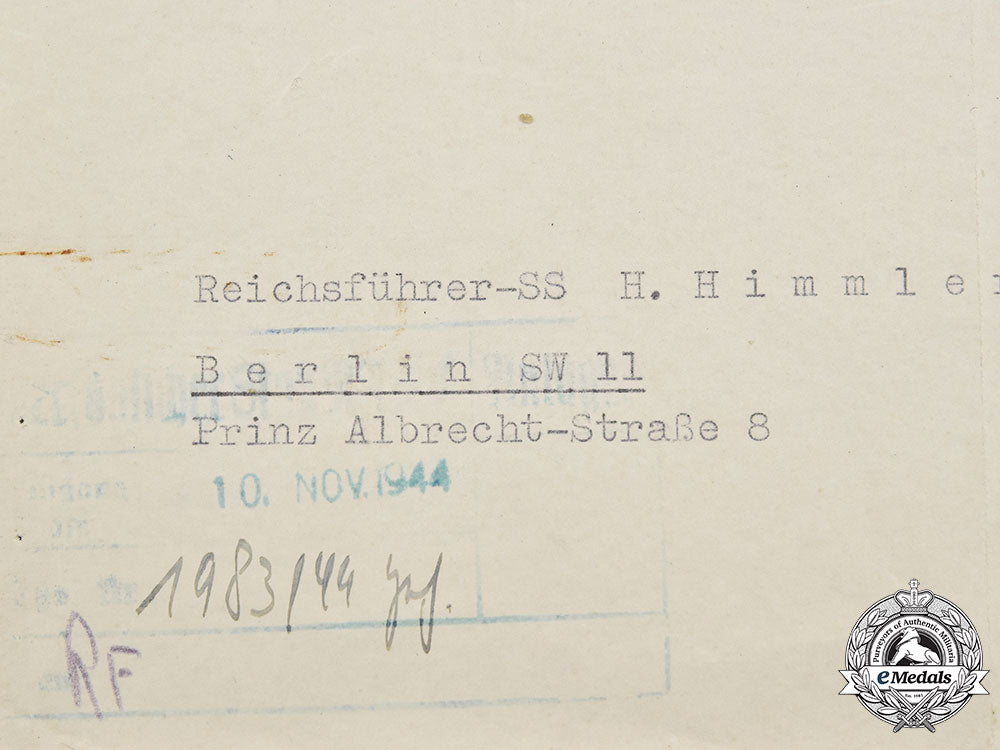 Reichsführer-SS H. Himmler
Berlin SW 11
Prinz Albrecht-Straße 8
10. NOV. 1944
1983/44
RF
Purveyors of Authentic Militaria
eMedals